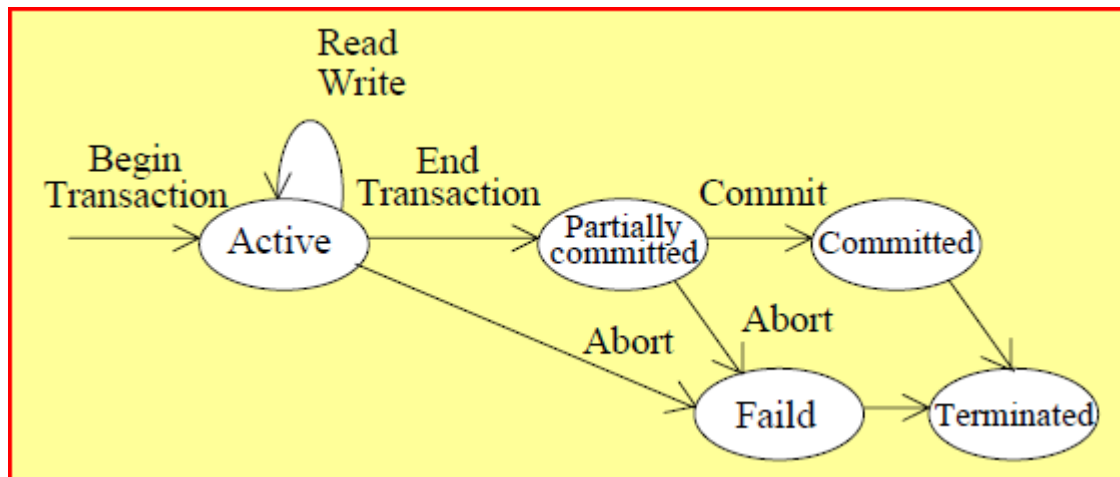 Read
Write
Begin
Transaction
End
Transaction
Commit
Active
Partially
committed
Committed
Abort
Abort
Faild
Terminated